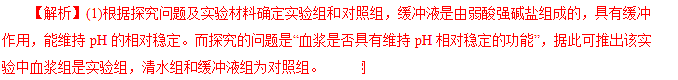 【解析】(1)根据探究问题及实验材料确定实验组和对照组，缓冲液是由弱酸强碱盐组成的，具有缓冲
作用，能维持 pH 的相对稳定。而探究的问题是“血浆是否具有维持 pH 相对稳定的功能”，据此可推出该实
验中血浆组是实验组，清水组和缓冲液组为对照组。